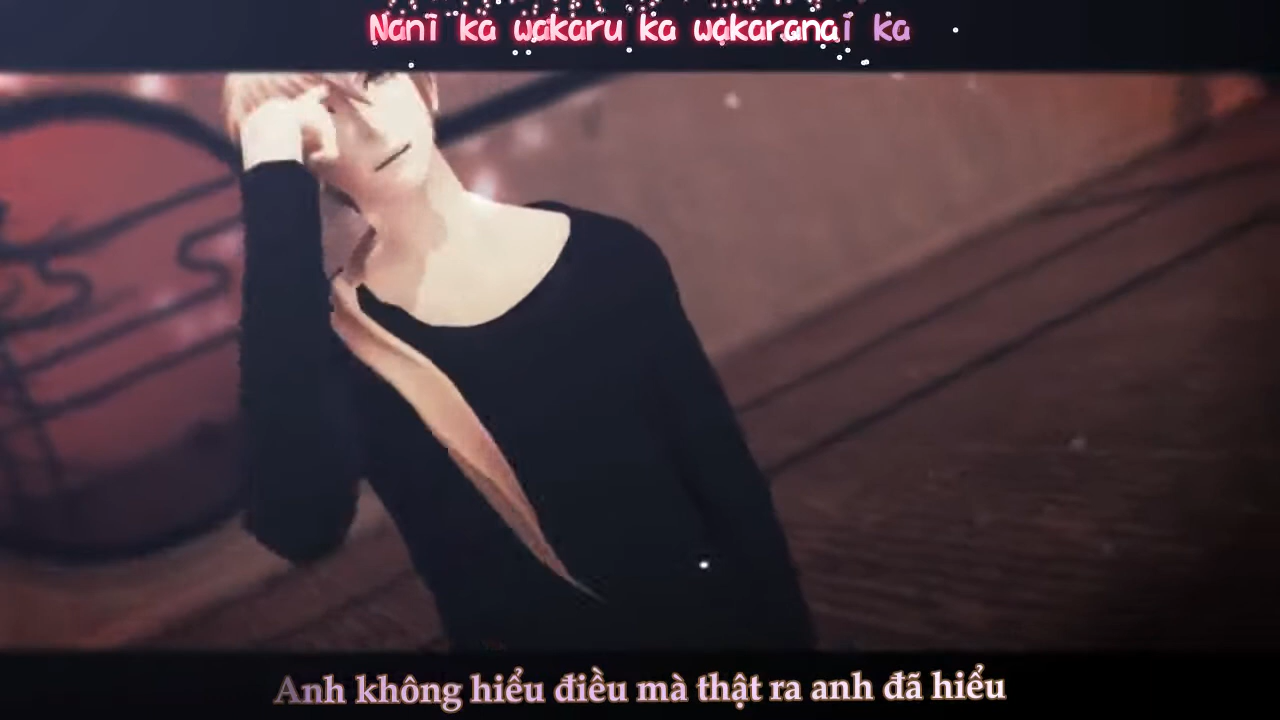 Nani ka wakaru ka wakaranai ka
Anh không hiểu điều mà thật ra anh đã hiểu